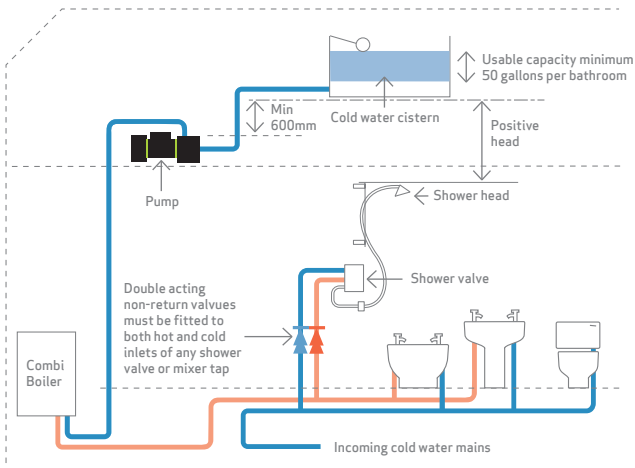 Usable capacity minimum
50 gallons per bathroom
Min
600mm
Cold water cistern
Positive
head
Pump
Shower head
Shower valve
Double acting
non-return valvues
must be fitted to
both hot and cold
inlets of any shower
valve or mixer tap
Combi
Boiler
Incoming cold water mains